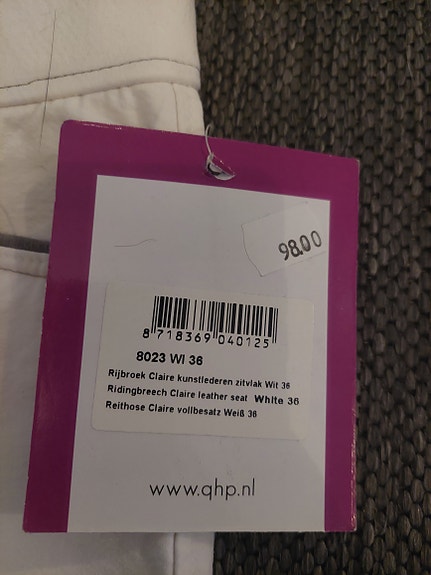 98.00
8 718369 040125
8023 WI 36
Rijbroek Claire kunstlederen zitvlak Wit 36
Ridingbreech Claire leather seat White 36
Reithose Claire vollbesatz Weiß 36
www.qhp.nl